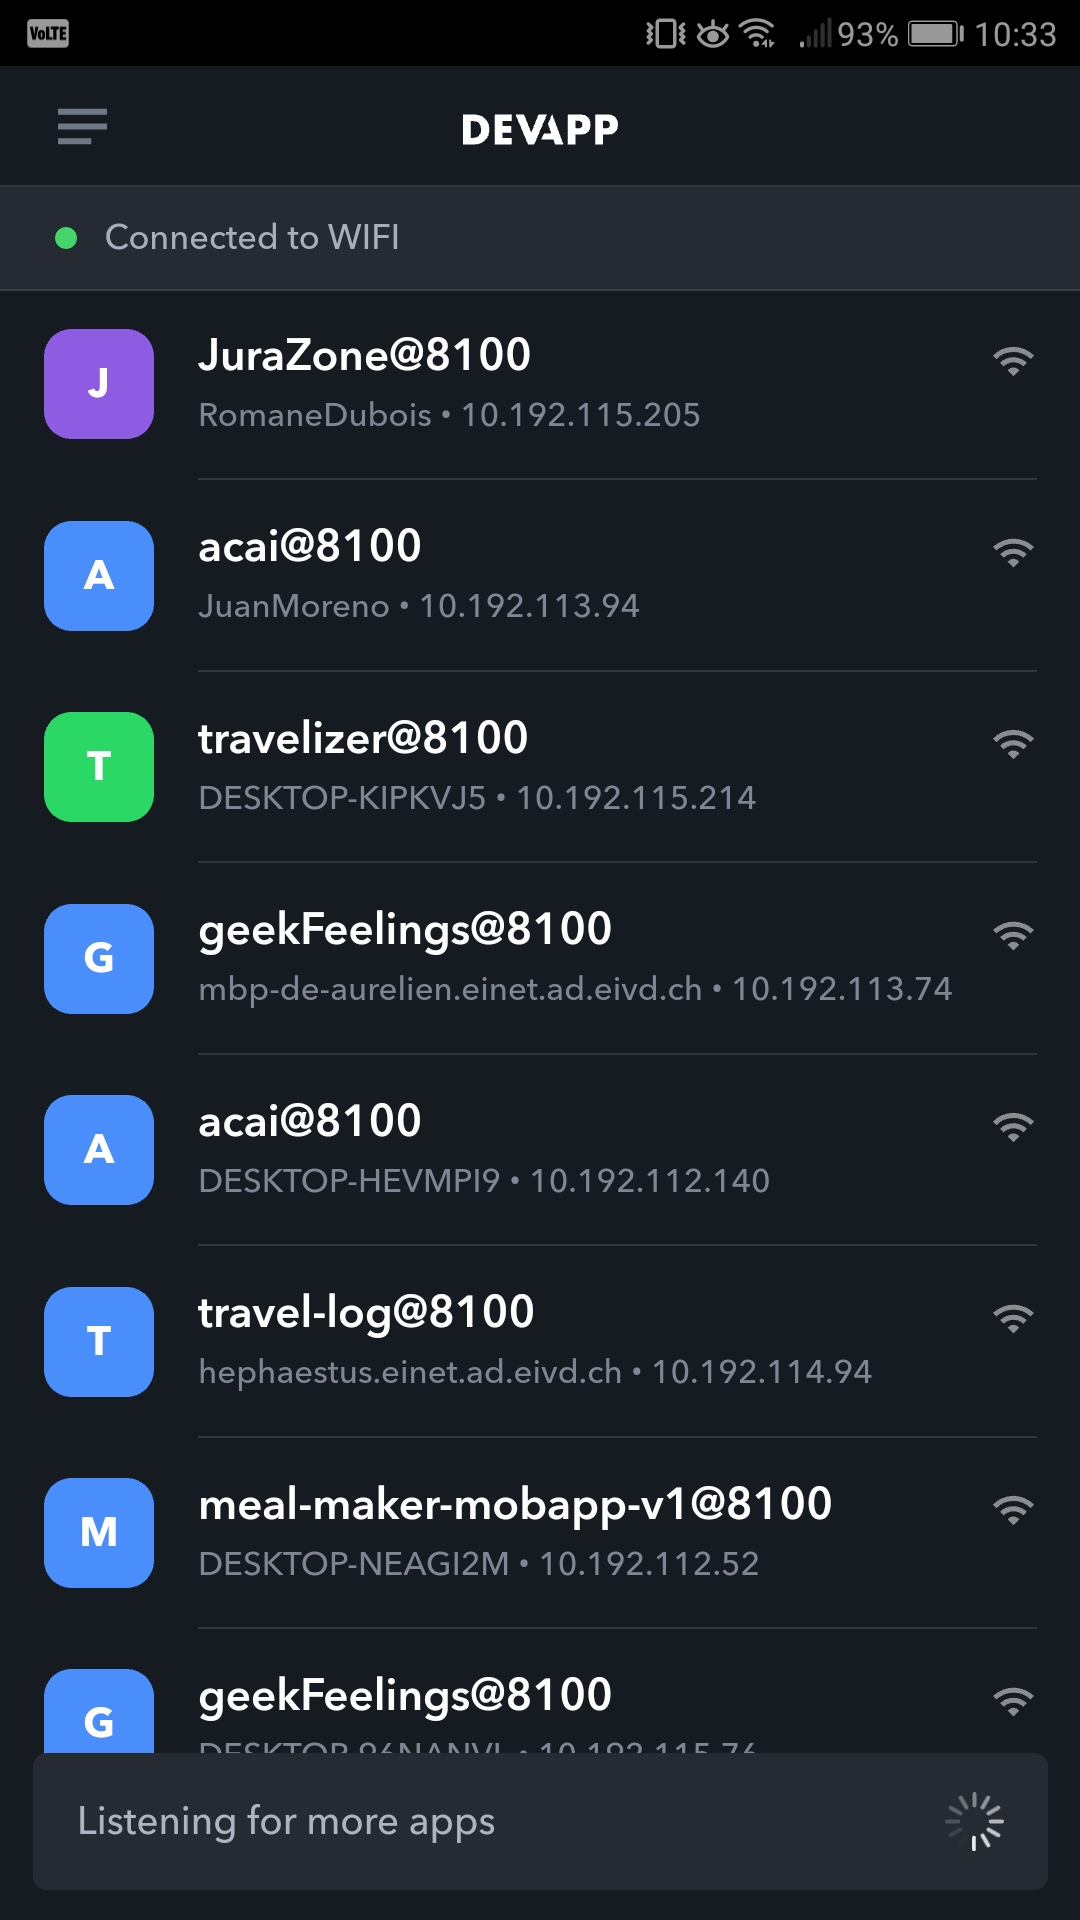 VoLTE 93% 10:33
DEVAPP
Connected to WIFI
J
JuraZone@8100
RomaneDubois • 10.192.115.205
A
acai@8100
JuanMoreno • 10.192.113.94
T
travelizer@8100
DESKTOP-KIPKVJ5 • 10.192.115.214
G
geekFeelings@8100
mbp-de-aurelien.einet.ad.eivd.ch • 10.192.113.74
A
acai@8100
DESKTOP-HEVMPI9 • 10.192.112.140
T
travel-log@8100
hephaestus.einet.ad.eivd.ch • 10.192.114.94
M
meal-maker-mobapp-v1@8100
DESKTOP-NEAGI2M • 10.192.112.52
G
geekFeelings@8100
• 10.192.115.76
Listening for more apps